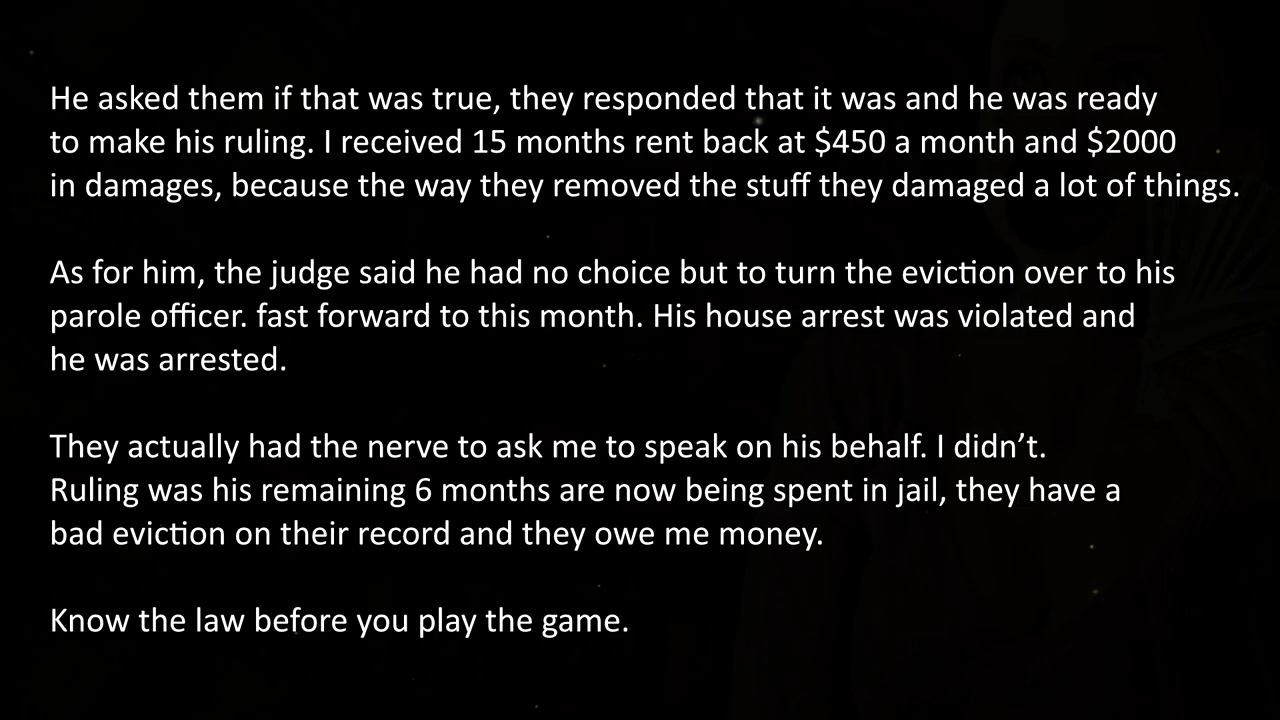 He asked them if that was true, they responded that it was and he was ready
to make his ruling. I received 15 months rent back at $450 a month and $2000
in damages, because the way they removed the stuff they damaged a lot of things.
As for him, the judge said he had no choice but to turn the eviction over to his
parole officer. fast forward to this month. His house arrest was violated and
he was arrested.
They actually had the nerve to ask me to speak on his behalf. I didn’t.
Ruling was his remaining 6 months are now being spent in jail, they have a
bad eviction on their record and they owe me money.
Know the law before you play the game.